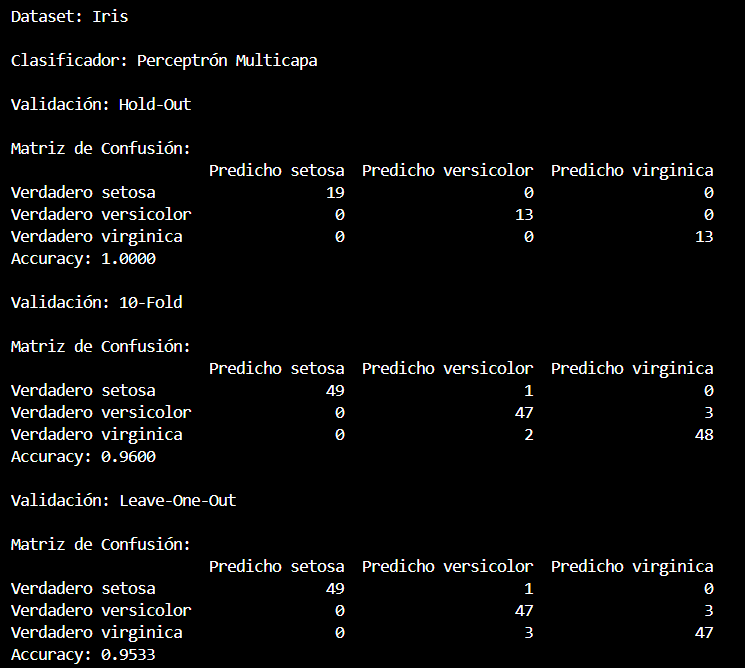 Dataset: Iris
Clasificador: Perceptrón Multicapa
Validación: Hold-Out
Matriz de Confusión:
Predicho setosa Predicho versicolor Predicho virginica
Verdadero setosa 19 0 0
Verdadero versicolor 0 13 0
Verdadero virginica 0 0 13
Accuracy: 1.0000
Validación: 10-Fold
Matriz de Confusión:
Predicho setosa Predicho versicolor Predicho virginica
Verdadero setosa 49 1 0
Verdadero versicolor 0 47 3
Verdadero virginica 0 2 48
Accuracy: 0.9600
Validación: Leave-One-Out
Matriz de Confusión:
Predicho setosa Predicho versicolor Predicho virginica
Verdadero setosa 49 1 0
Verdadero versicolor 0 47 3
Verdadero virginica 0 3 47
Accuracy: 0.9533